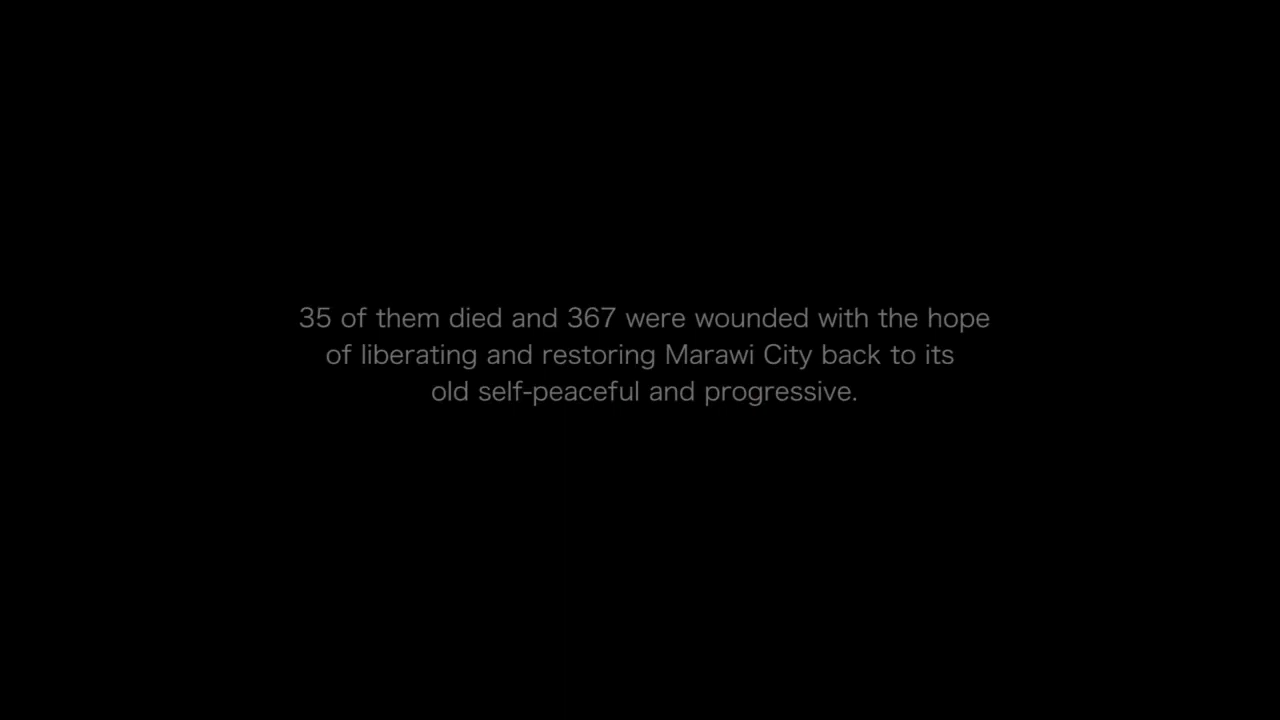 35 of them died and 367 were wounded with the hope
of liberating and restoring Marawi City back to its
old self-peaceful and progressive.